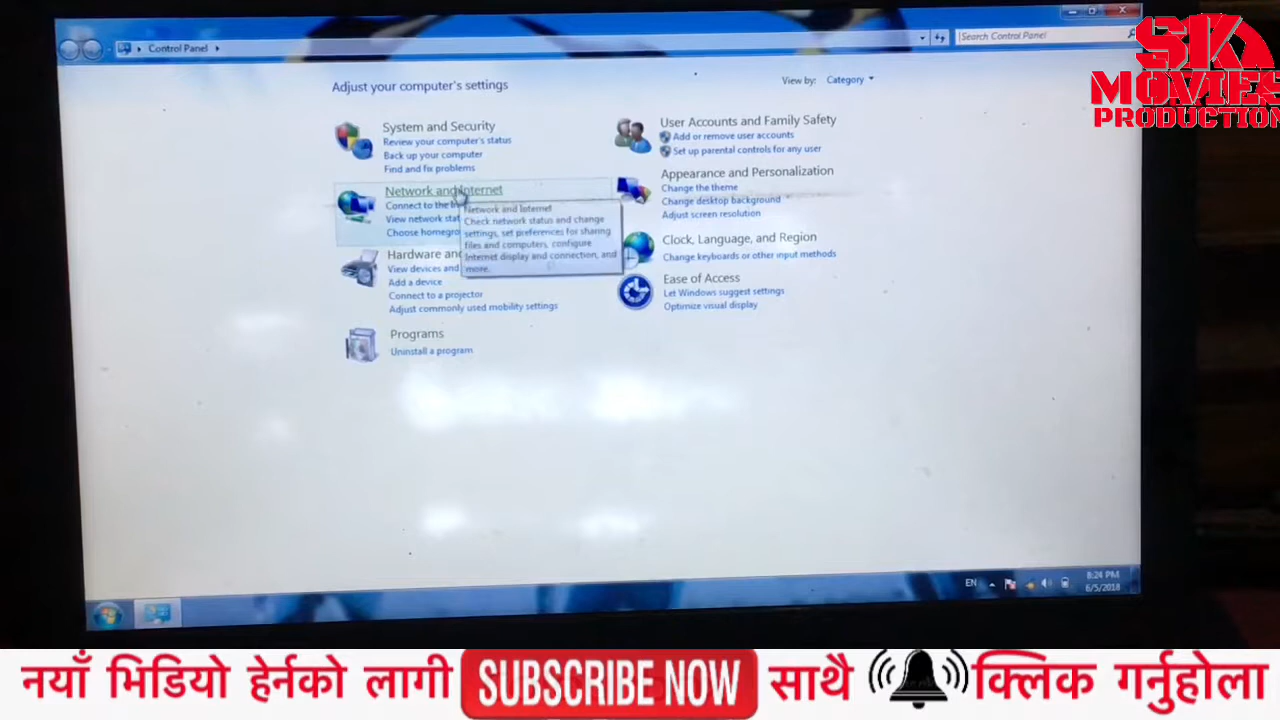 Control Panel
Search Control Panel
SK
MOVIES
PRODUCTION
Adjust your computer's settings
View by: Category
System and Security
Review your computer's status
Back up your computer
Find and fix problems
Network and Internet
Connect to the In
View network stat
Choose homegro
Network and Internet
Check network status and change
settings, set preferences for sharing
files and computers, configure
Internet display and connection, and
more.
Hardware and
View devices and
Add a device
Connect to a projector
Adjust commonly used mobility settings
Programs
Uninstall a program
User Accounts and Family Safety
Add or remove user accounts
Set up parental controls for any user
Appearance and Personalization
Change the theme
Change desktop background
Adjust screen resolution
Clock, Language, and Region
Change keyboards or other input methods
Ease of Access
Let Windows suggest settings
Optimize visual display
EN
8:24 PM
6/5/2018
नयाँ भिडियो हेर्नको लागी SUBSCRIBE NOW साथै क्लिक गर्नुहोला